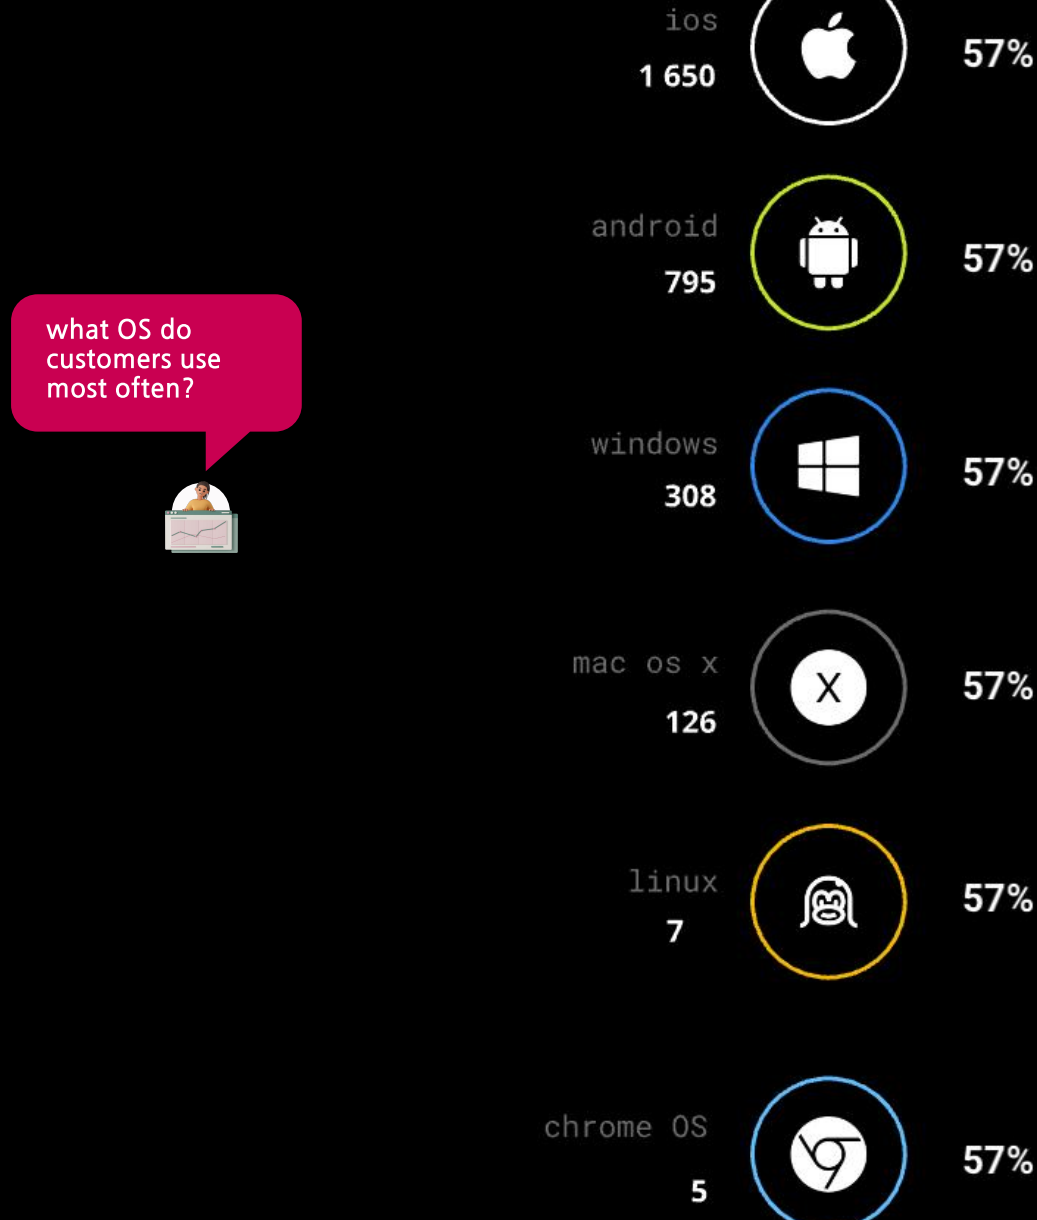 ios
1 650
57%
android
795
57%
what OS do
customers use
most often?
windows
308
57%
mac os x
X
126
57%
linux
7
57%
chrome OS
5
57%